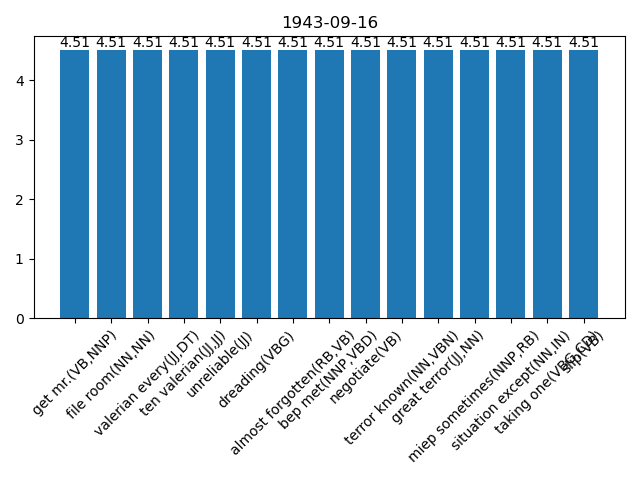 1943-09-16
4.51 4.51 4.51 4.51 4.51 4.51 4.51 4.51 4.51 4.51 4.51 4.51 4.51 4.51 4.51
4
3
2
1
0
get mr.(VB,NNP)
file room(NN,NN)
valerian every(JJ,DT)
ten valerian(JJ,JJ)
unreliable(JJ)
dreading(VBG)
almost forgotten(RB,VB)
bep met(NNP,VBD)
negotiate(VB)
terror known(NN,VBN)
great terror(JJ,NN)
miep sometimes(NNP,RB)
situation except(NN,IN)
taking one(VBG,CD)